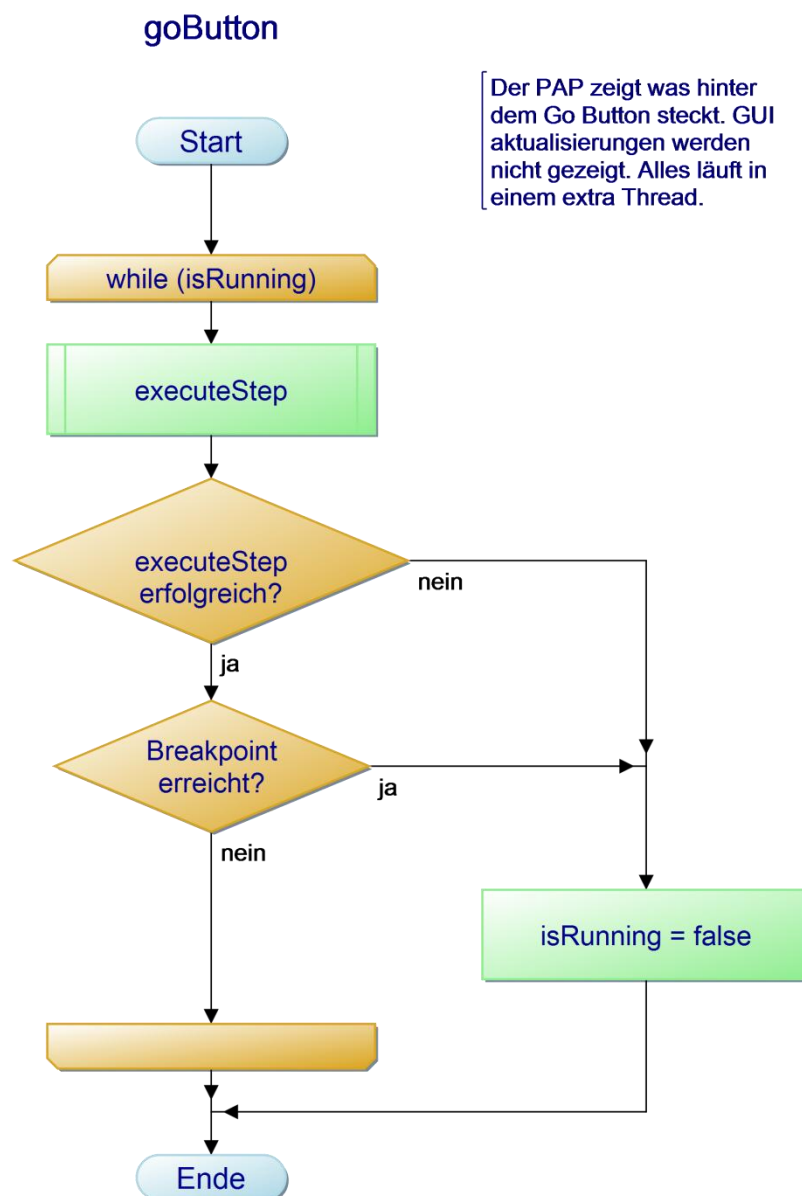 goButton
Der PAP zeigt was hinter
dem Go Button steckt. GUI
aktualisierungen werden
nicht gezeigt. Alles läuft in
einem extra Thread.
Start
while (isRunning)
executeStep
executeStep
erfolgreich?
nein
ja
Breakpoint
erreicht?
ja
nein
isRunning = false
Ende